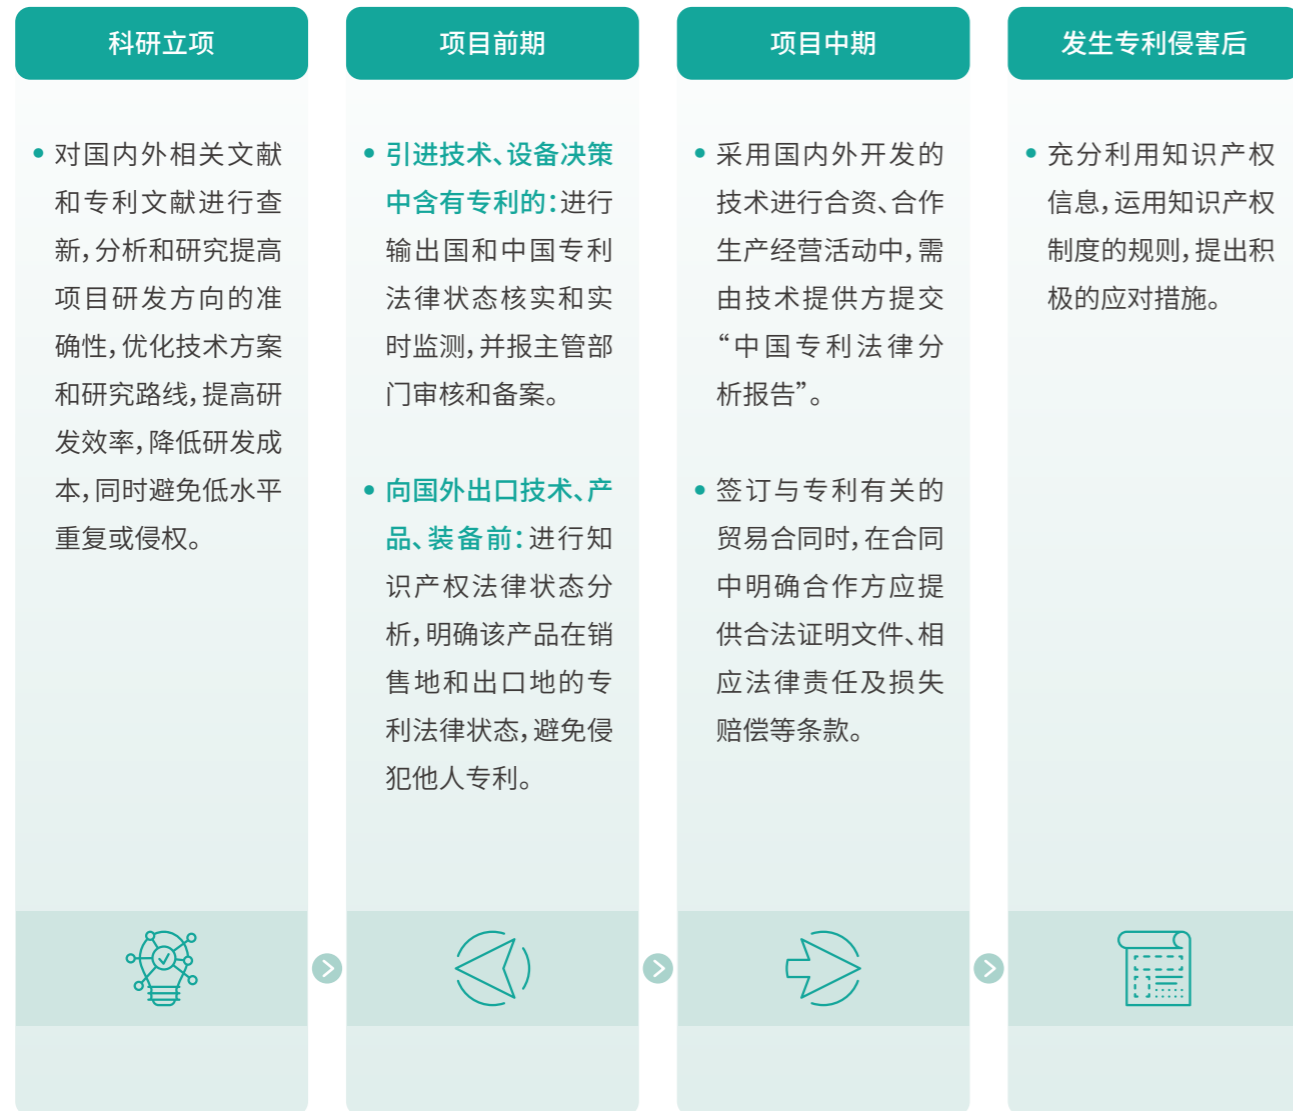 科研立项
对国内外相关文献
和专利文献进行查
新,分析和研究提高
项目研发方向的准
确性,优化技术方案
和研究路线,提高研
发效率,降低研发成
本,同时避免低水平
重复或侵权。
项目前期
引进技术、设备决策
中含有专利的:进行
输出国和中国专利
法律状态核实和实
时监测,并报主管部
门审核和备案。
向国外出口技术、产
品、装备前:进行知
识产权法律状态分
析,明确该产品在销
售地和出口地的专
利法律状态,避免侵
犯他人专利。
项目中期
采用国内外开发的
技术进行合资、合作
生产经营活动中,需
由技术提供方提交
“中国专利法律分
析报告”。
签订与专利有关的
贸易合同时,在合同
中明确合作方应提
供合法证明文件、相
应法律责任及损失
赔偿等条款。
发生专利侵害后
充分利用知识产权
信息,运用知识产权
制度的规则,提出积
极的应对措施。